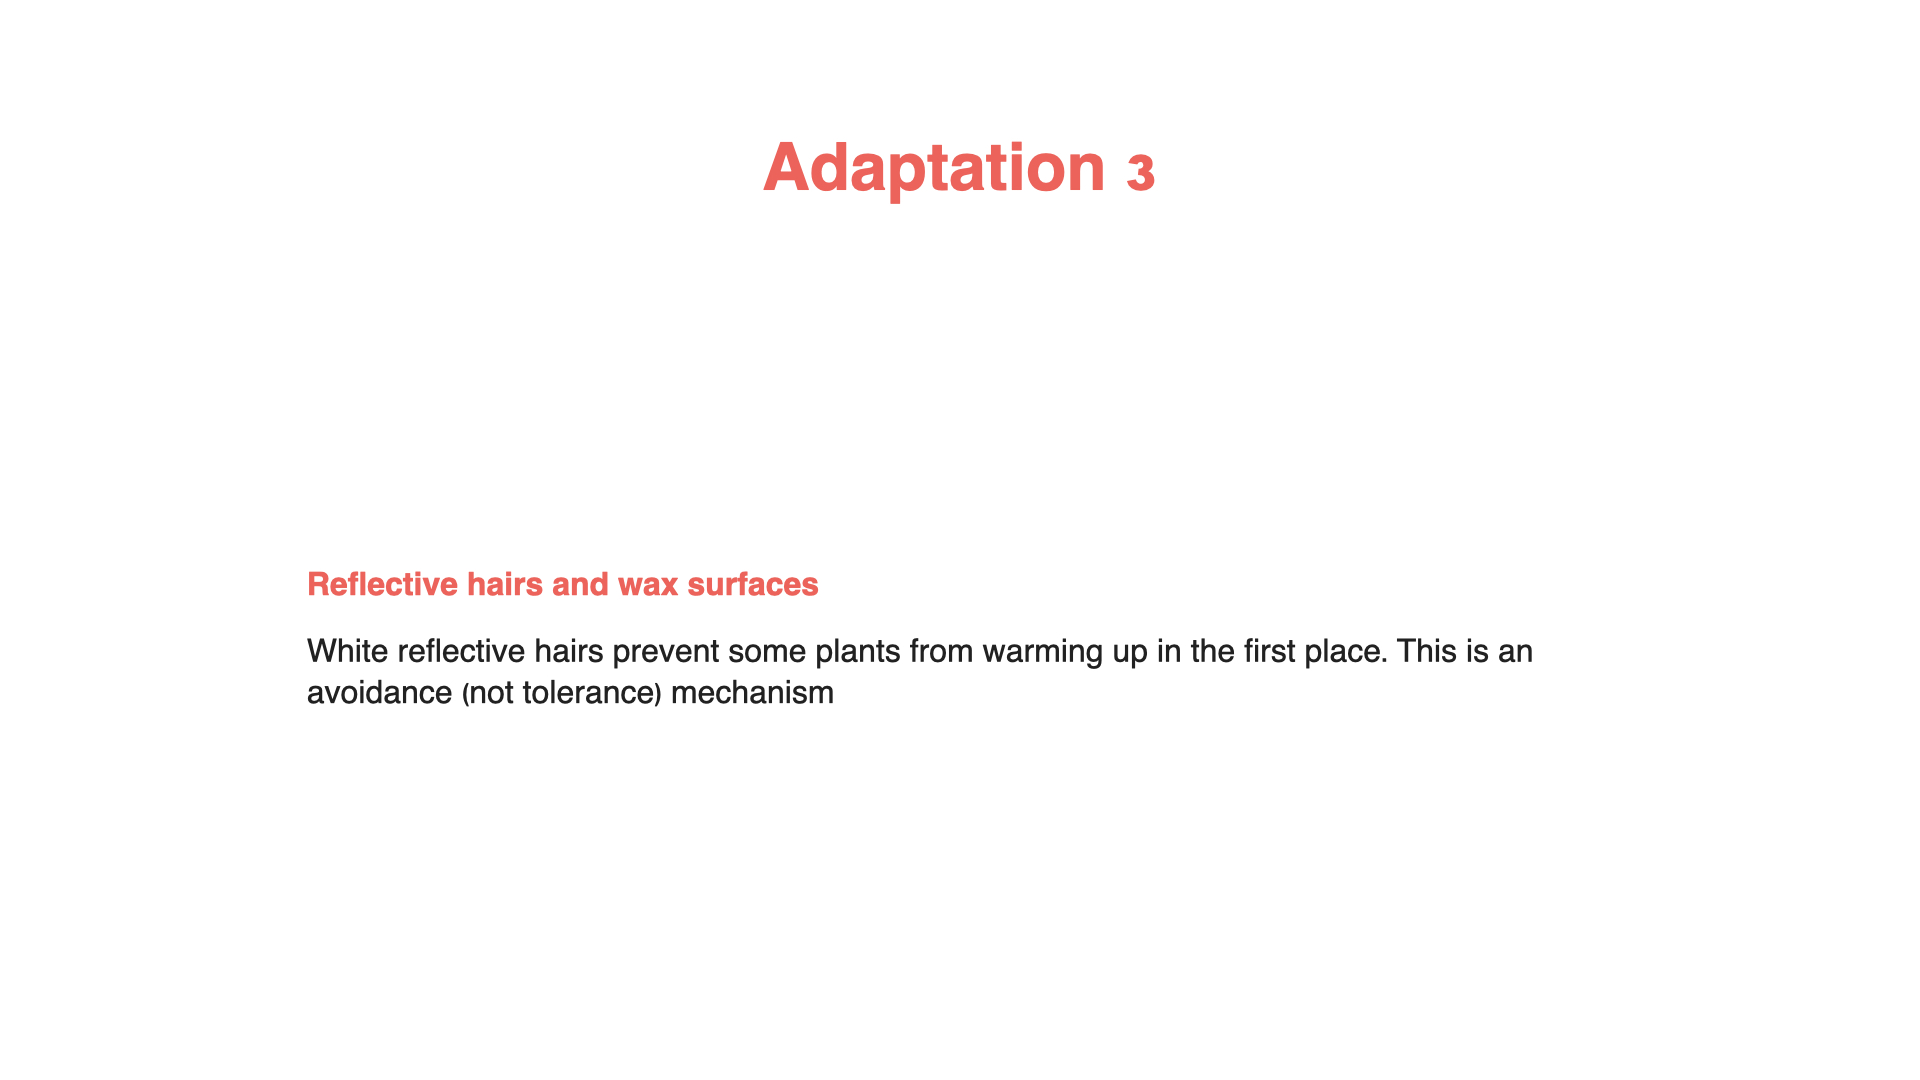 Adaptation 3
Reflective hairs and wax surfaces
White reflective hairs prevent some plants from warming up in the first place. This is an
avoidance (not tolerance) mechanism